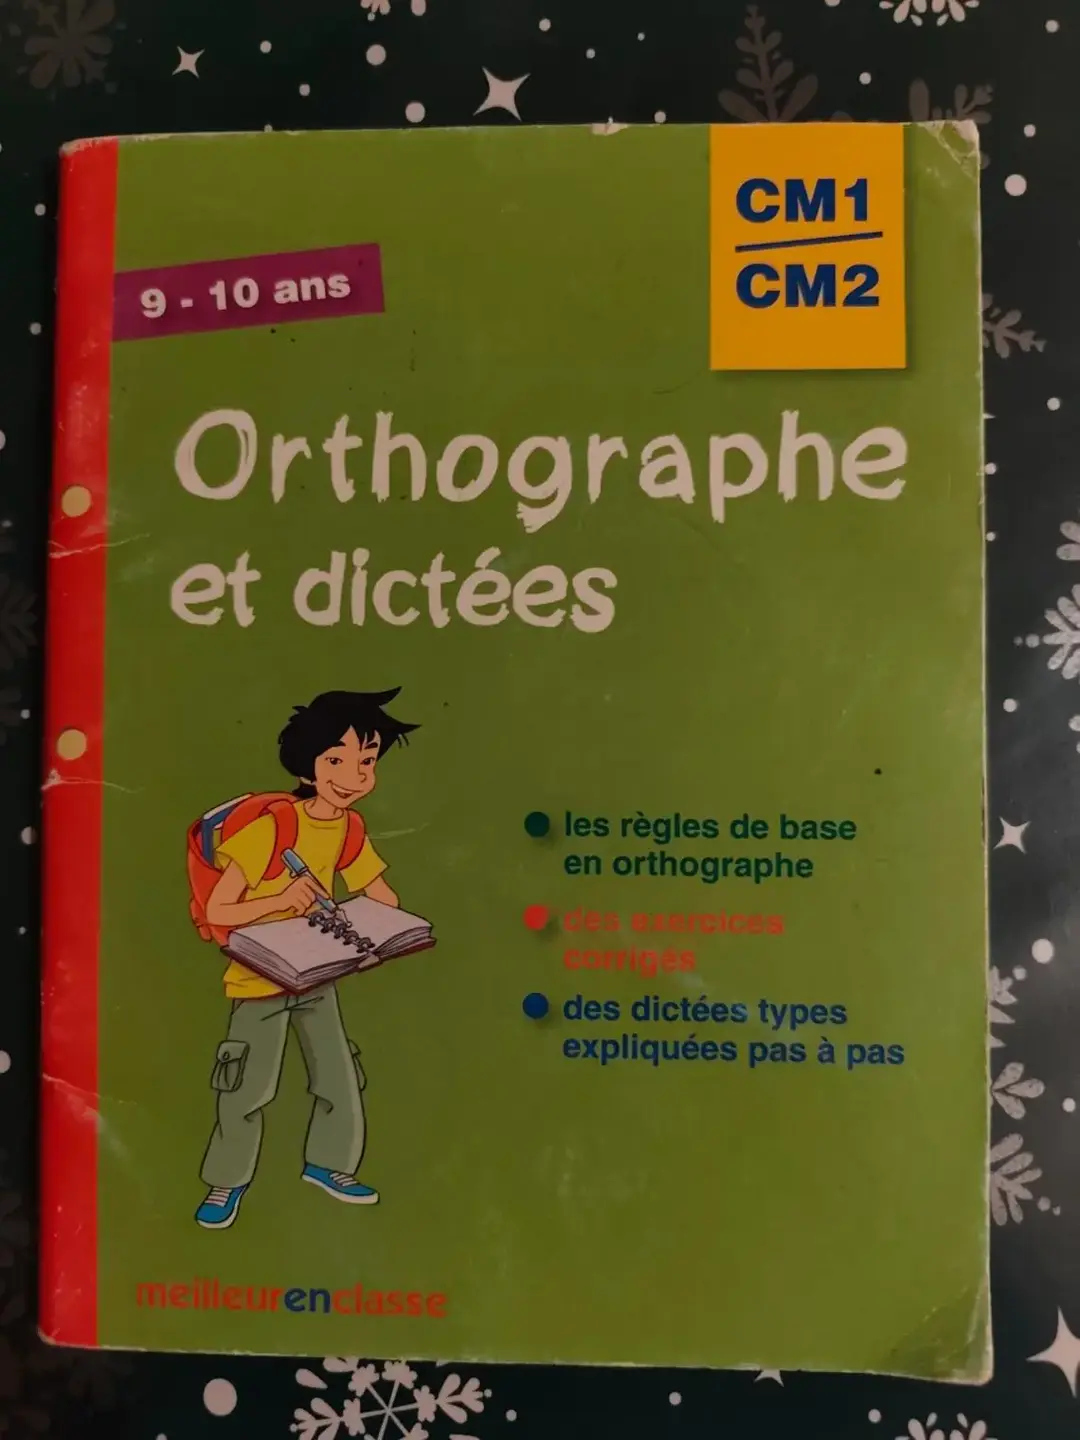 CM1
CM2
9 - 10 ans
Orthographe
et dictées
les règles de base
en orthographe
des exercices
corrigés
des dictées types
expliquées pas à pas
meilleurenclasse